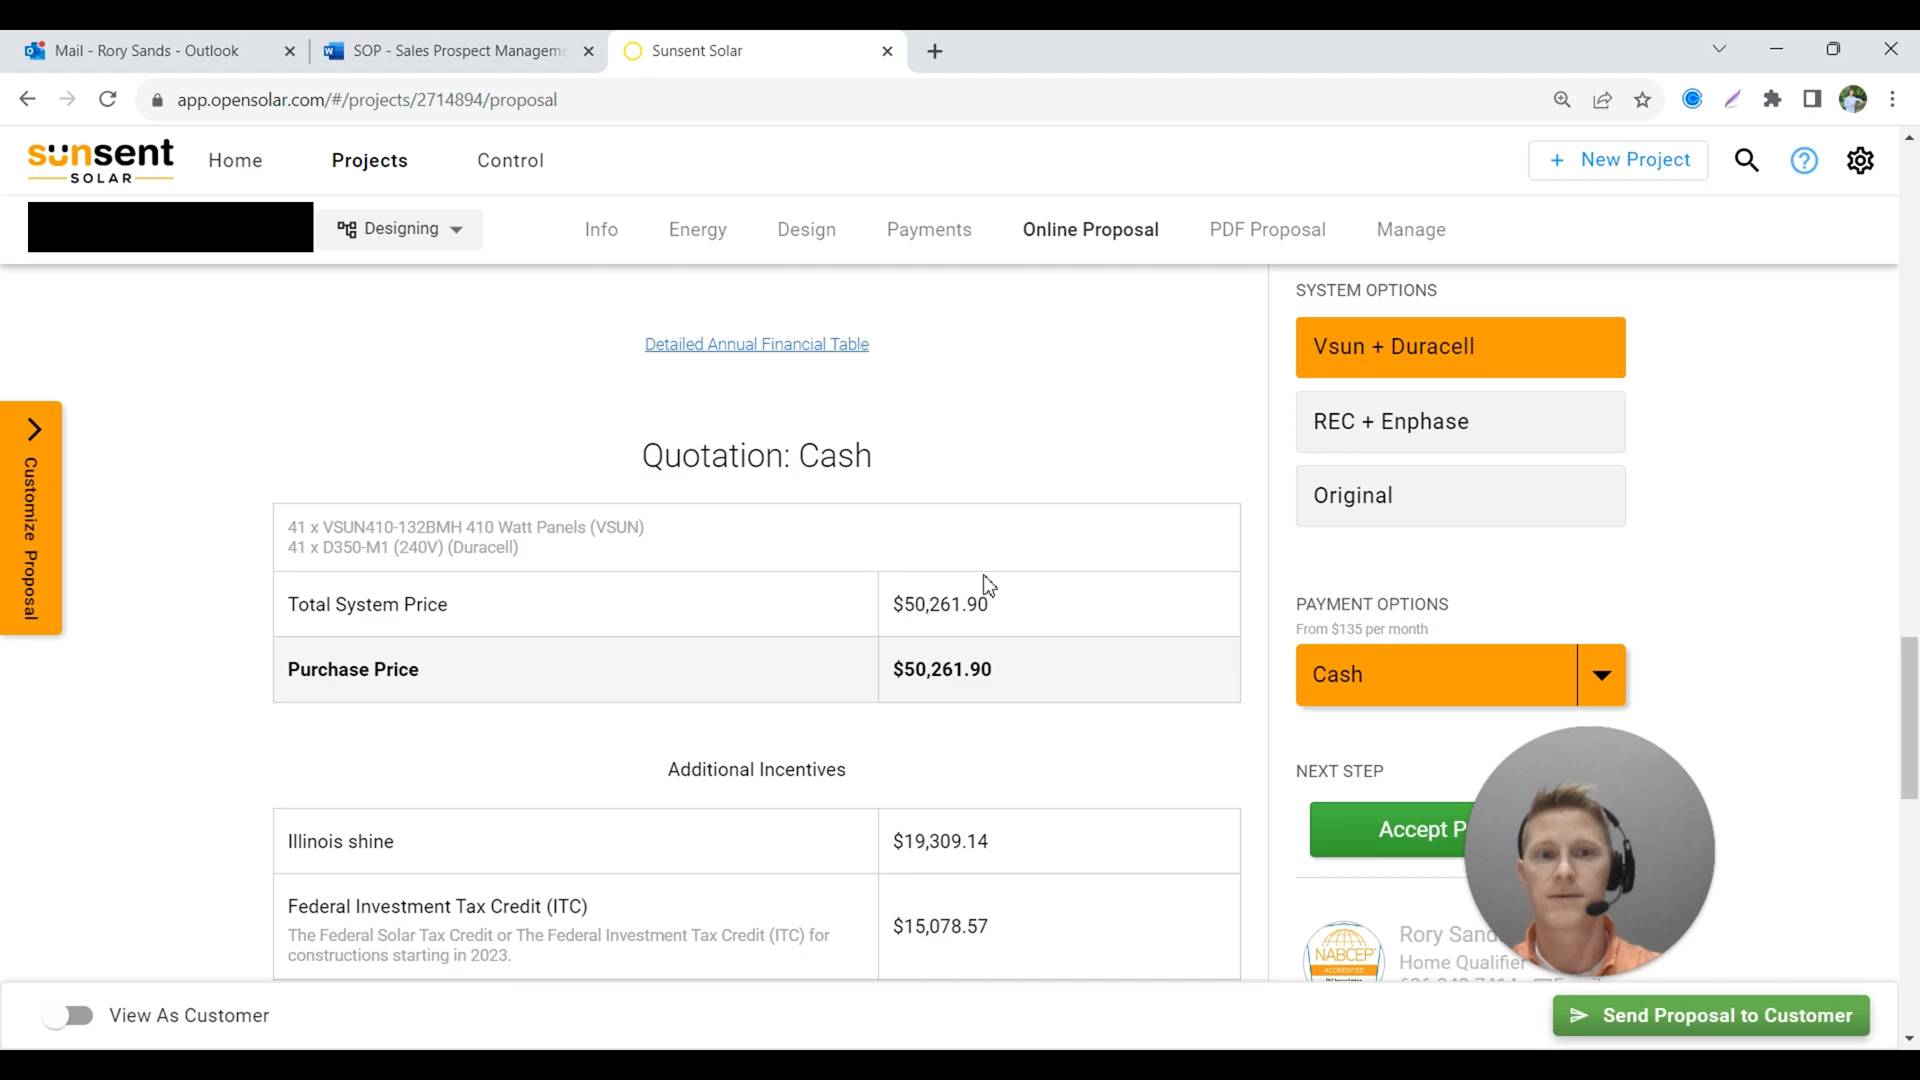 Mail - Rory Sands - Outlook
SOP - Sales Prospect Manageme
Sunsent Solar
app.opensolar.com/#/projects/2714894/proposal
sunsent
SOLAR
Home
Projects
Control
+ New Project
Designing
Info
Energy
Design
Payments
Online Proposal
PDF Proposal
Manage
Customize Proposal
Detailed Annual Financial Table
Quotation: Cash
41 x VSUN410-132BMH 410 Watt Panels (VSUN)
41 x D350-M1 (240V) (Duracell)
Total System Price
$50,261.90
Purchase Price
$50,261.90
Additional Incentives
Illinois shine
$19,309.14
Federal Investment Tax Credit (ITC)
The Federal Solar Tax Credit or The Federal Investment Tax Credit (ITC) for
constructions starting in 2023.
$15,078.57
SYSTEM OPTIONS
Vsun + Duracell
REC + Enphase
Original
PAYMENT OPTIONS
From $135 per month
Cash
NEXT STEP
Accept P
NABCEP
ACCREDITED
Rory Sand
Home Qualifier
View As Customer
Send Proposal to Customer